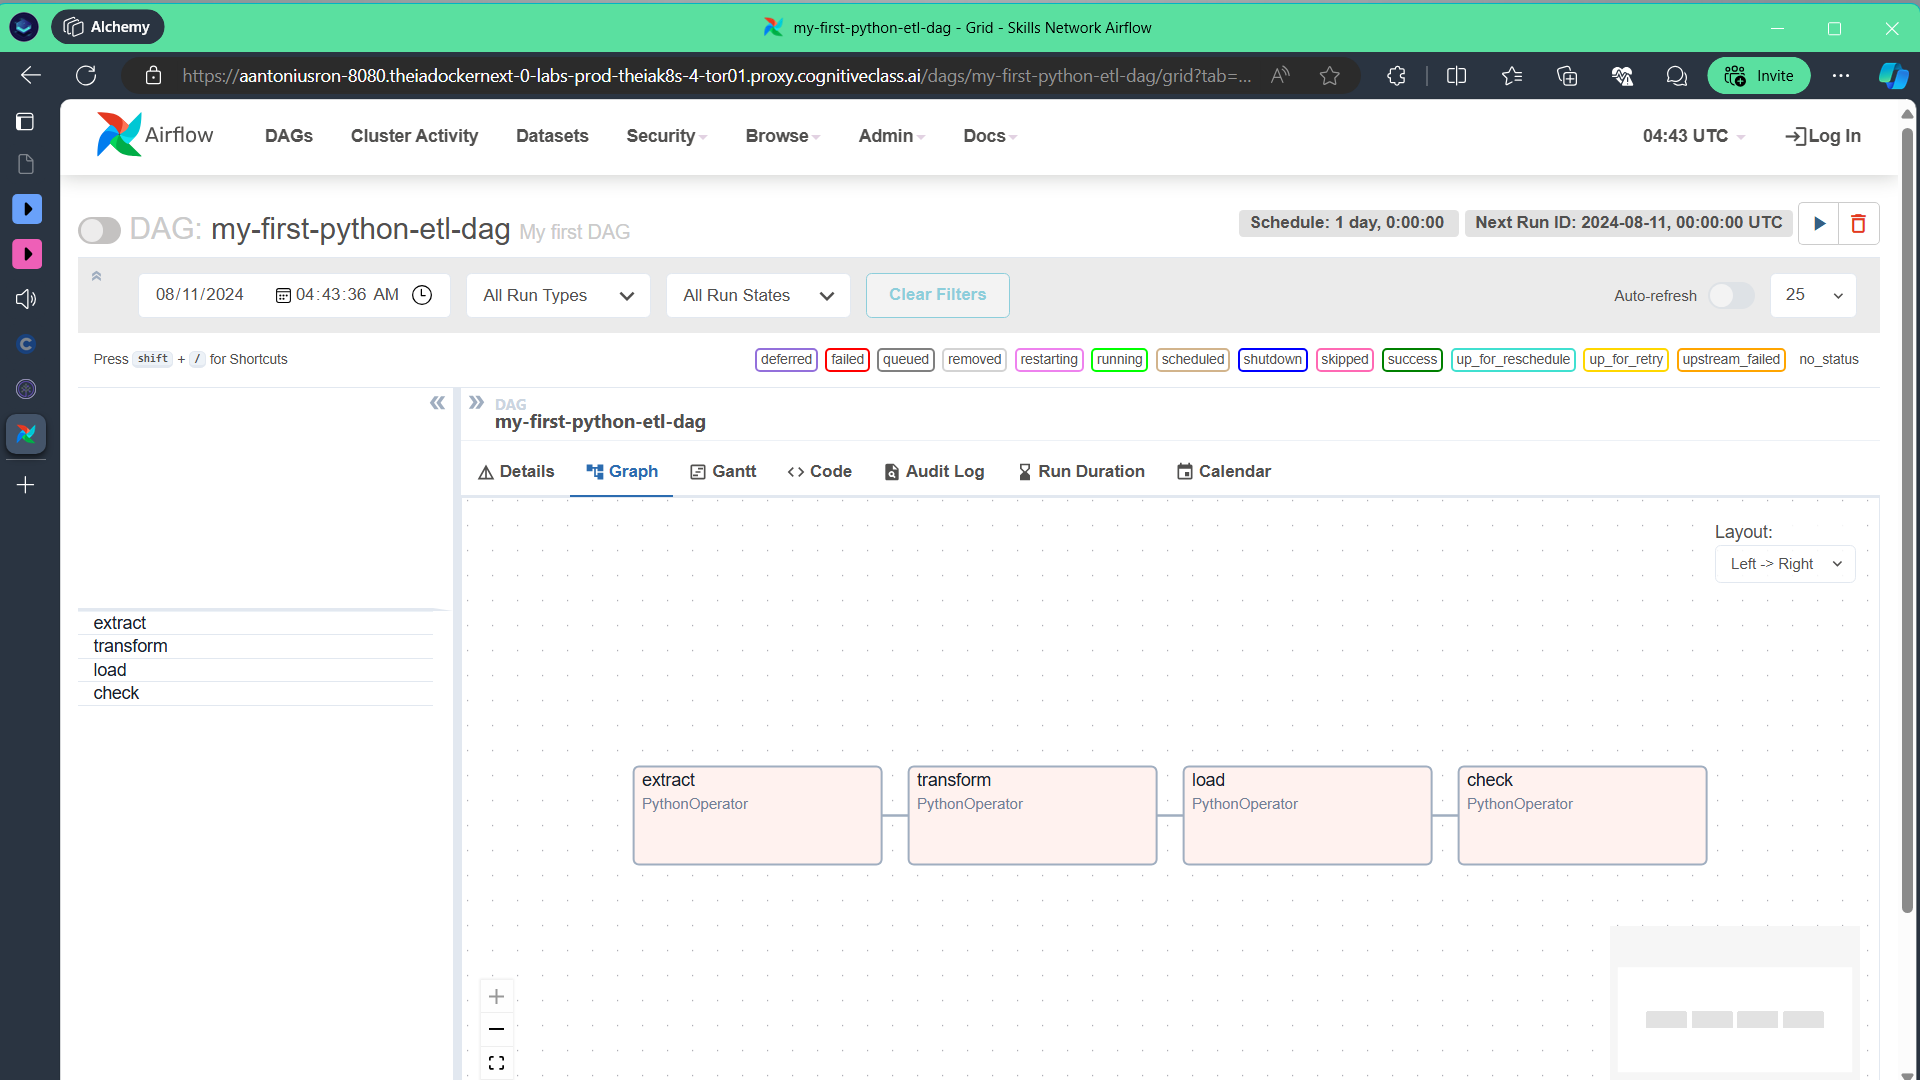 Alchemy
my-first-python-etl-dag - Grid - Skills Network Airflow
https://aantoniusron-8080.theiadockernext-0-labs-prod-theiak8s-4-tor01.proxy.cognitiveclass.ai/dags/my-first-python-etl-dag/grid?tab=...
Invite
Airflow DAGs Cluster Activity Datasets Security Browse Admin Docs 04:43 UTC Log In
DAG: my-first-python-etl-dag My first DAG
Schedule: 1 day, 0:00:00 Next Run ID: 2024-08-11, 00:00:00 UTC
08/11/2024 04:43:36 AM All Run Types All Run States Clear Filters Auto-refresh 25
Press shift + / for Shortcuts
deferred failed queued removed restarting running scheduled shutdown skipped success up_for_reschedule up_for_retry upstream_failed no_status
DAG
my-first-python-etl-dag
Details Graph Gantt Code Audit Log Run Duration Calendar
Layout:
Left -> Right
extract
transform
load
check
extract
PythonOperator
transform
PythonOperator
load
PythonOperator
check
PythonOperator